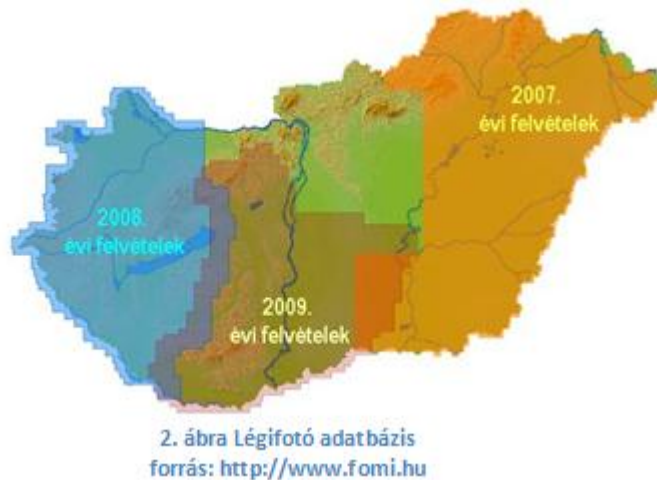 2007.
évi felvételek
2008.
évi felvételek
2009.
évi felvételek
2. ábra Légifotó adatbázis
forrás: http://www.fomi.hu